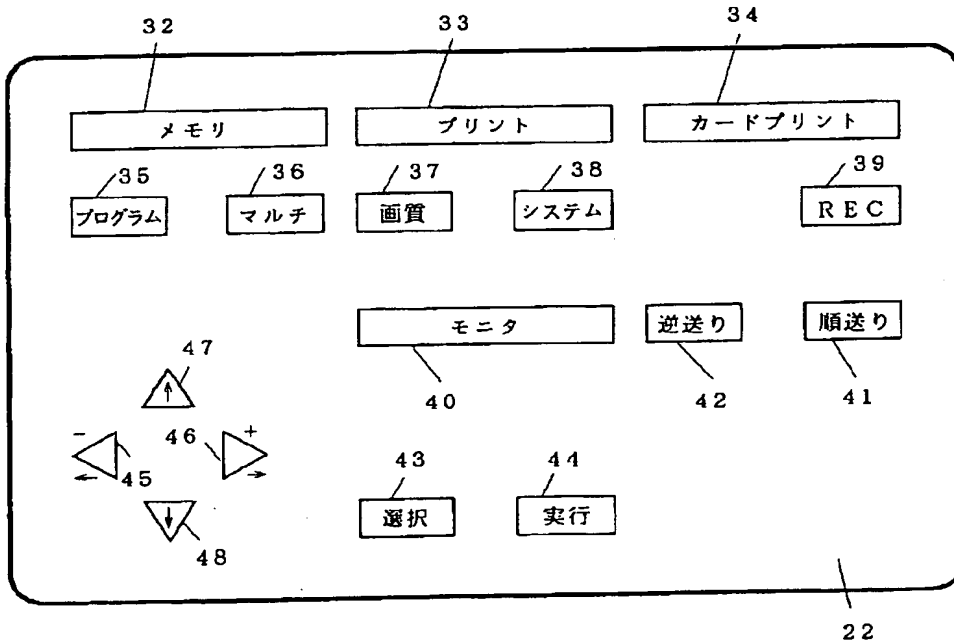 32 33 34
メモリ プリント カードプリント
35 36 37 38 39
プログラム マルチ 画質 システム REC
モニタ 逆送り 順送り
47 40 42 41
↑
- 46 +
← 45 →
43 44
↓ 選択 実行
48
22